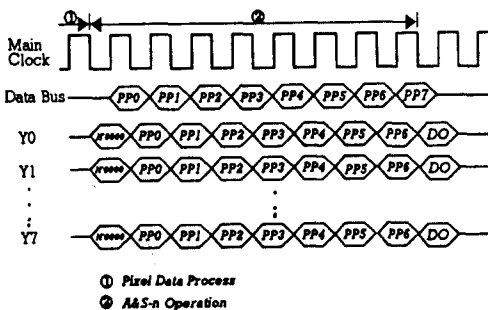 ① ②
Main
Clock
Data Bus PP0 PP1 PP2 PP3 PP4 PP5 PP6 PP7
Y0 PP0 PP1 PP2 PP3 PP4 PP5 PP6 DO
Y1 PP0 PP1 PP2 PP3 PP4 PP5 PP6 DO
Y7 PP0 PP1 PP2 PP3 PP4 PP5 PP6 DO
① Pixel Data Process
② A&S-n Operation